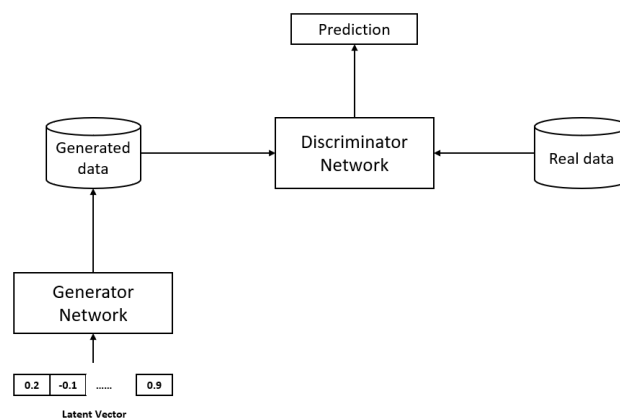 Prediction
Generated
data
Discriminator
Network
Real data
Generator
Network
0.2 -0.1 ...... 0.9
Latent Vector